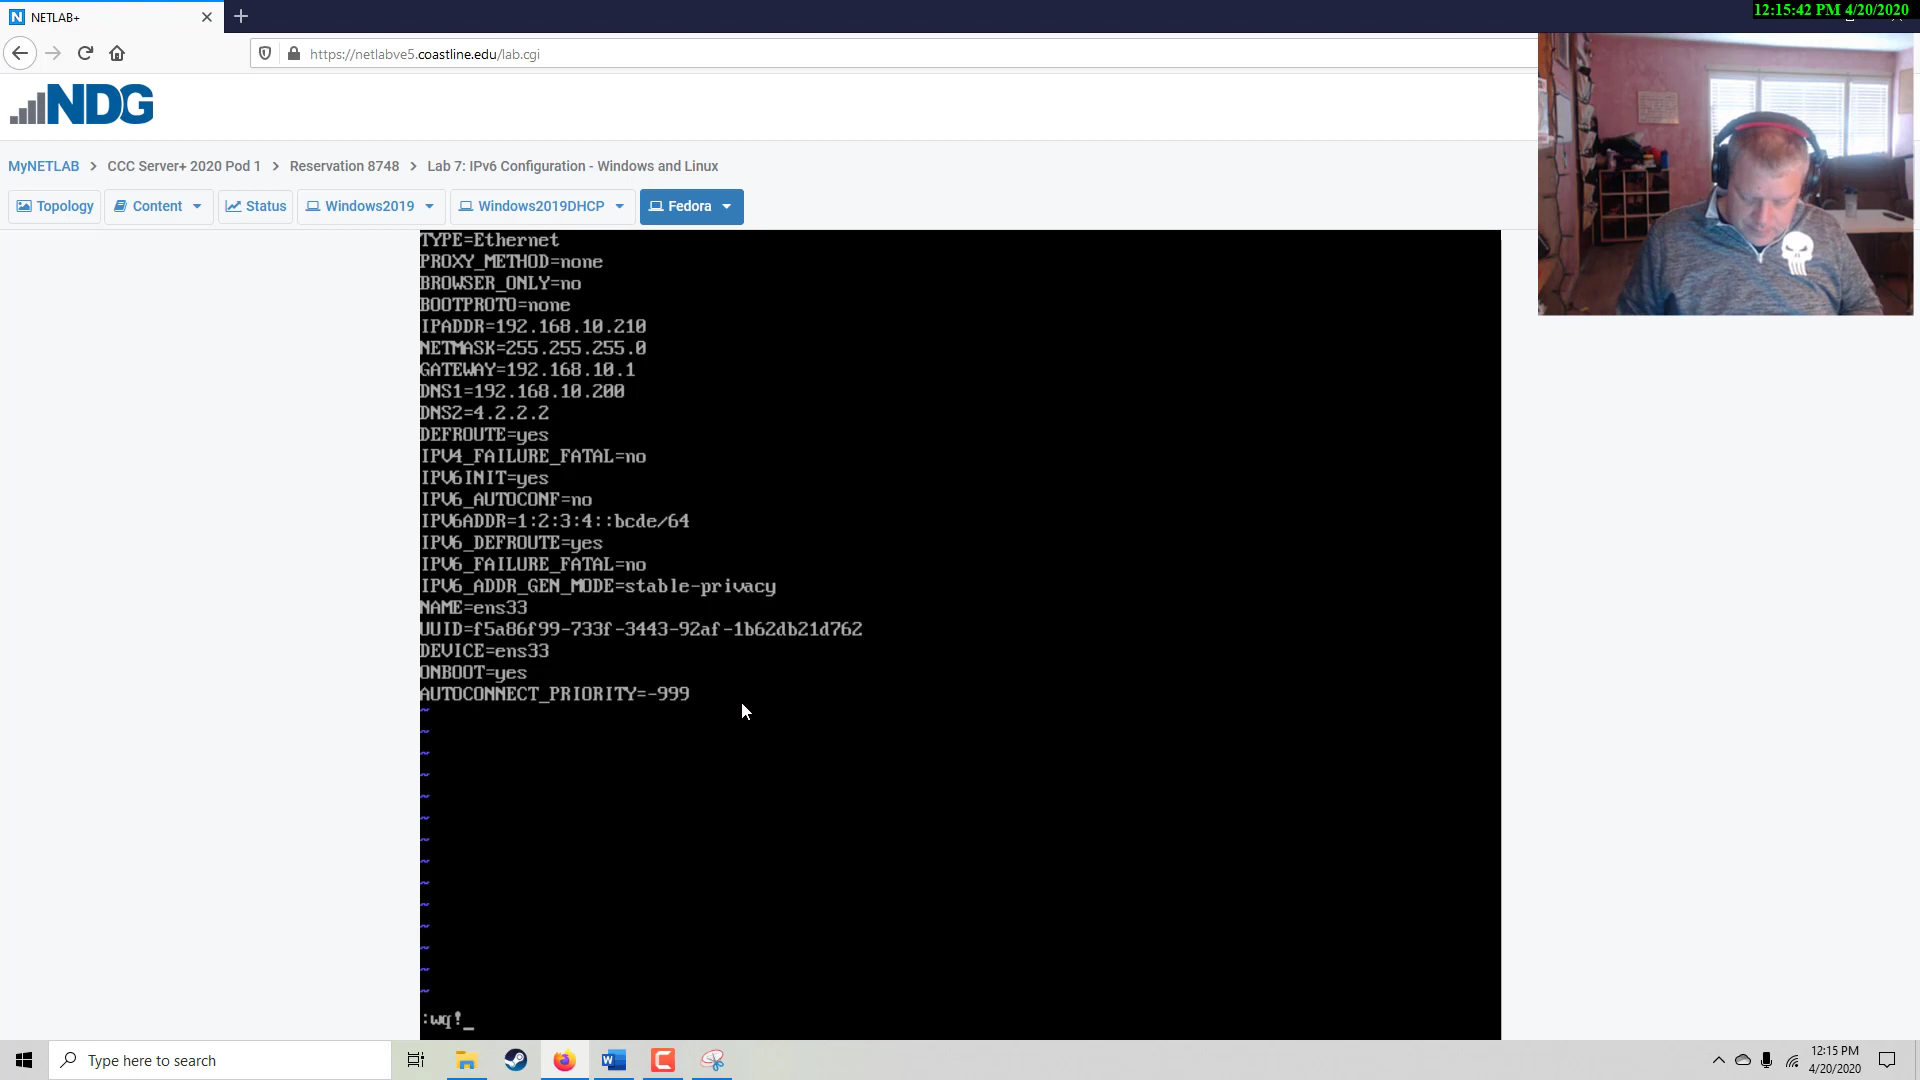 NETLAB+
12:15:42 PM 4/20/2020
https://netlabve5.coastline.edu/lab.cgi
NDG
MyNETLAB > CCC Server+ 2020 Pod 1 > Reservation 8748 > Lab 7: IPv6 Configuration - Windows and Linux
Topology Content Status Windows2019 Windows2019DHCP Fedora
TYPE=Ethernet
PROXY_METHOD=none
BROWSER_ONLY=no
BOOTPROTO=none
IPADDR=192.168.10.210
NETMASK=255.255.255.0
GATEWAY=192.168.10.1
DNS1=192.168.10.200
DNS2=4.2.2.2
DEFROUTE=yes
IPV4_FAILURE_FATAL=no
IPV6INIT=yes
IPV6_AUTOCONF=no
IPV6ADDR=1:2:3:4::bcde/64
IPV6_DEFROUTE=yes
IPV6_FAILURE_FATAL=no
IPV6_ADDR_GEN_MODE=stable-privacy
NAME=ens33
UUID=f5a86f99-733f-3443-92af-1b62db21d762
DEVICE=ens33
ONBOOT=yes
AUTOCONNECT_PRIORITY=-999
~
~
~
~
~
~
~
~
~
~
~
~
~
~
:wq!_
Type here to search
12:15 PM
4/20/2020